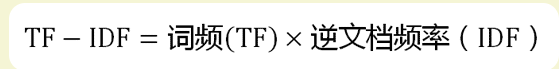 TF − IDF = 词频(TF) × 逆文档频率（IDF）